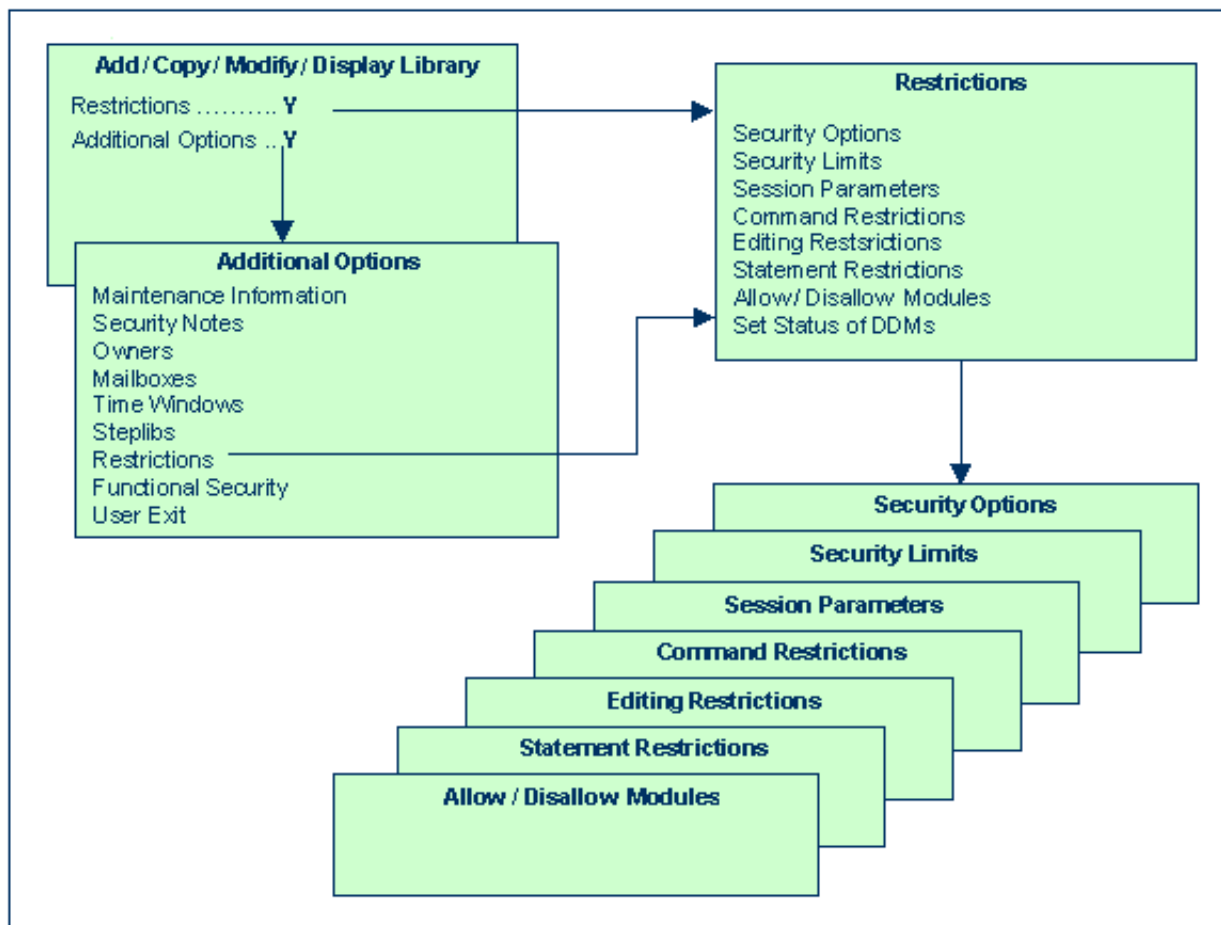 Add / Copy / Modify / Display Library
Restrictions .......... Y
Additional Options .. Y
Additional Options
Maintenance Information
Security Notes
Owners
Mailboxes
Time Windows
Steplibs
Restrictions
Functional Security
User Exit
Restrictions
Security Options
Security Limits
Session Parameters
Command Restrictions
Editing Restsrictions
Statement Restrictions
Allow / Disallow Modules
Set Status of DDMs
Security Options
Security Limits
Session Parameters
Command Restrictions
Editing Restrictions
Statement Restrictions
Allow / Disallow Modules